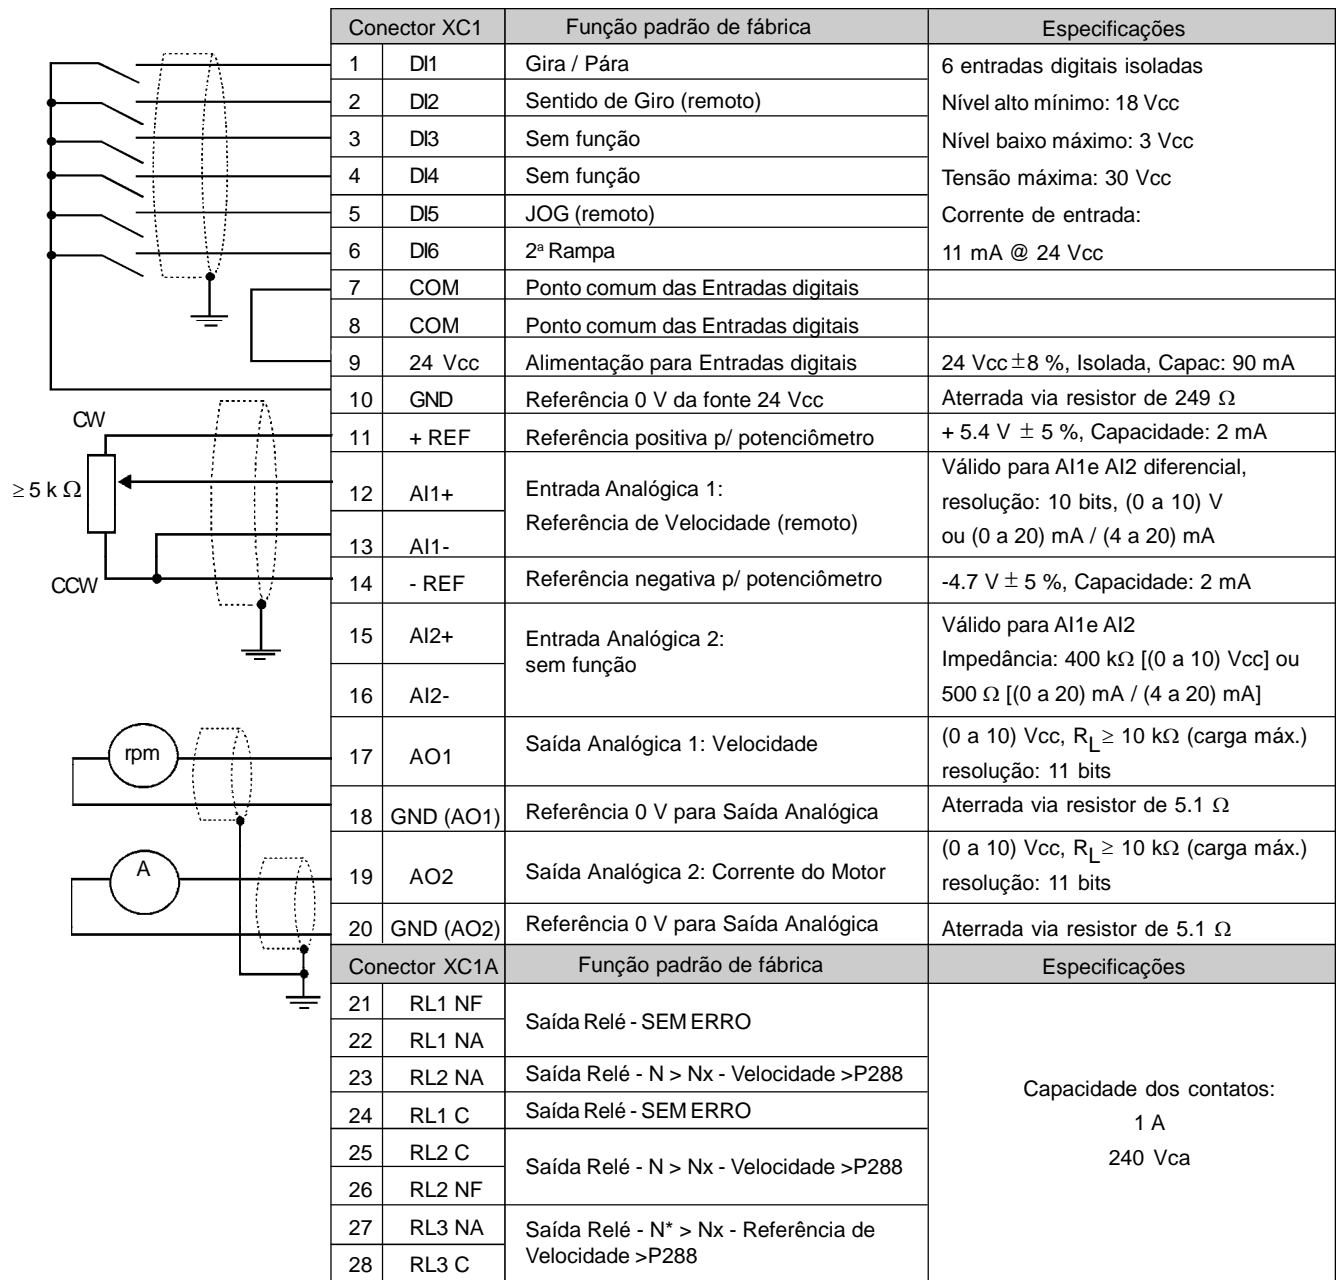 Conector XC1 Função padrão de fábrica Especificações
1 DI1 Gira / Pára 6 entradas digitais isoladas
2 DI2 Sentido de Giro (remoto) Nível alto mínimo: 18 Vcc
3 DI3 Sem função Nível baixo máximo: 3 Vcc
4 DI4 Sem função Tensão máxima: 30 Vcc
5 DI5 JOG (remoto) Corrente de entrada:
6 DI6 2ª Rampa 11 mA @ 24 Vcc
7 COM Ponto comum das Entradas digitais
8 COM Ponto comum das Entradas digitais
9 24 Vcc Alimentação para Entradas digitais 24 Vcc ±8 %, Isolada, Capac: 90 mA
10 GND Referência 0 V da fonte 24 Vcc Aterrada via resistor de 249 Ω
CW
11 + REF Referência positiva p/ potenciômetro + 5.4 V ± 5 %, Capacidade: 2 mA
≥ 5 k Ω
12 AI1+ Entrada Analógica 1: Válido para AI1e AI2 diferencial,
Referência de Velocidade (remoto) resolução: 10 bits, (0 a 10) V
13 AI1- ou (0 a 20) mA / (4 a 20) mA
CCW
14 - REF Referência negativa p/ potenciômetro -4.7 V ± 5 %, Capacidade: 2 mA
15 AI2+ Entrada Analógica 2: Válido para AI1e AI2
sem função Impedância: 400 kΩ [(0 a 10) Vcc] ou
16 AI2- 500 Ω [(0 a 20) mA / (4 a 20) mA]
rpm
17 AO1 Saída Analógica 1: Velocidade (0 a 10) Vcc, RL ≥ 10 kΩ (carga máx.)
resolução: 11 bits
18 GND (AO1) Referência 0 V para Saída Analógica Aterrada via resistor de 5.1 Ω
A
19 AO2 Saída Analógica 2: Corrente do Motor (0 a 10) Vcc, RL ≥ 10 kΩ (carga máx.)
resolução: 11 bits
20 GND (AO2) Referência 0 V para Saída Analógica Aterrada via resistor de 5.1 Ω
Conector XC1A Função padrão de fábrica Especificações
21 RL1 NF Saída Relé - SEM ERRO
22 RL1 NA
23 RL2 NA Saída Relé - N > Nx - Velocidade >P288
24 RL1 C Saída Relé - SEM ERRO
25 RL2 C Saída Relé - N > Nx - Velocidade >P288
26 RL2 NF
27 RL3 NA Saída Relé - N* > Nx - Referência de
28 RL3 C Velocidade >P288
Capacidade dos contatos:
1 A
240 Vca